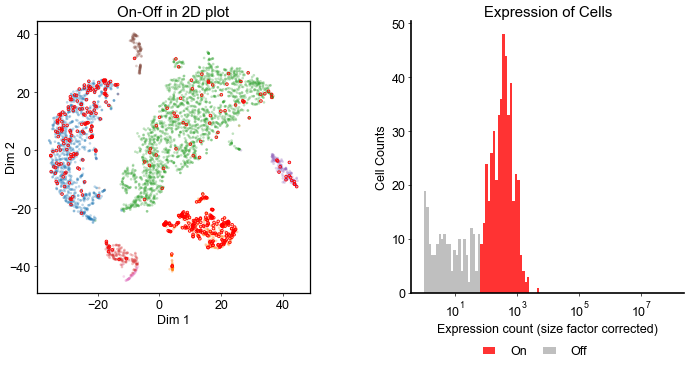 On-Off in 2D plot
40
20
0
−20
−40
Dim 2
−20
0
20
40
Dim 1
Expression of Cells
50
40
30
20
10
0
Cell Counts
10^1
10^3
10^5
10^7
Expression count (size factor corrected)
On
Off